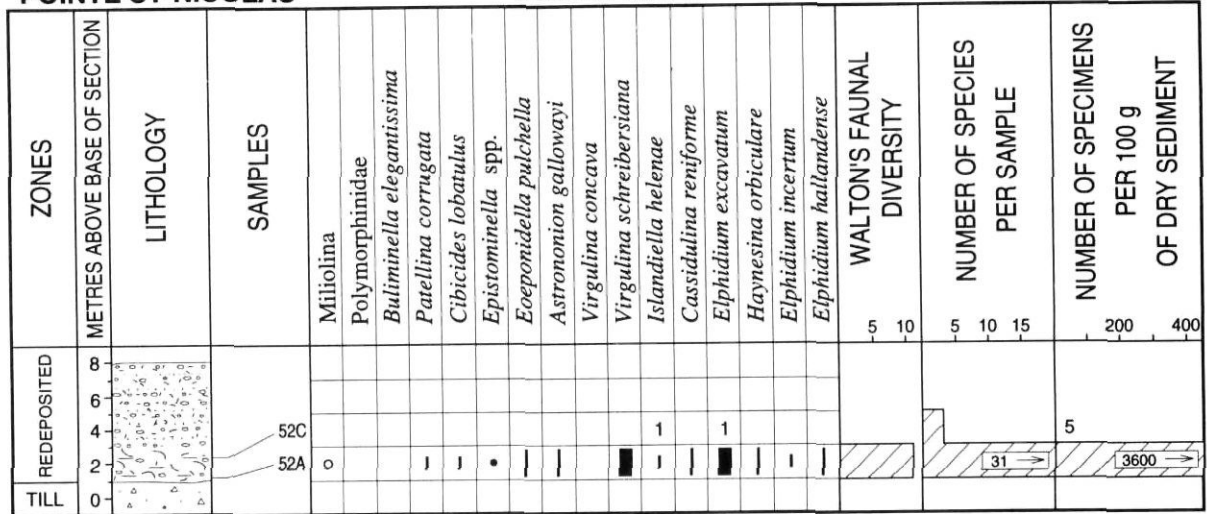 POINTE ST-NICOLAS
ZONES
METRES ABOVE BASE OF SECTION
LITHOLOGY
SAMPLES
Miliolina
Polymorphinidae
Buliminella elegantissima
Patellina corrugata
Cibicides lobatulus
Epistominella spp.
Eoeponidella pulchella
Astrononion gallowayi
Virgulina concava
Virgulina schreibersiana
Islandiella helenae
Cassidulina reniforme
Elphidium excavatum
Haynesina orbiculare
Elphidium incertum
Elphidium hallandense
WALTON'S FAUNAL
DIVERSITY
5 10
NUMBER OF SPECIES
PER SAMPLE
5 10 15
NUMBER OF SPECIMENS
PER 100 g
OF DRY SEDIMENT
200 400
REDEPOSITED
TILL
8
6
4
2
0
52C
1 1
5
52A
31
3600